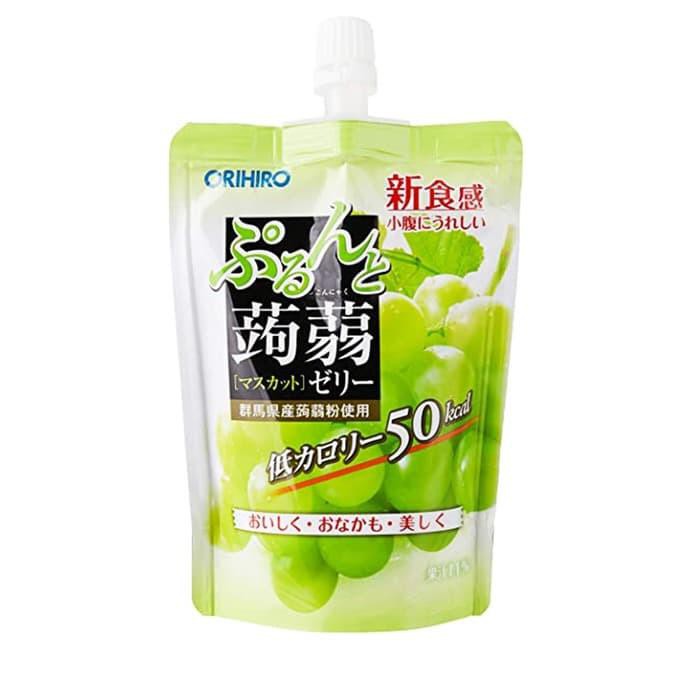 ORIHIRO
新食感
小腹にうれしい
ぷるんと
こんにゃく
蒟蒻
[マスカット]ゼリー
群馬県産蒟蒻粉使用
低カロリー50kcal
おいしく・おなかも・美しく